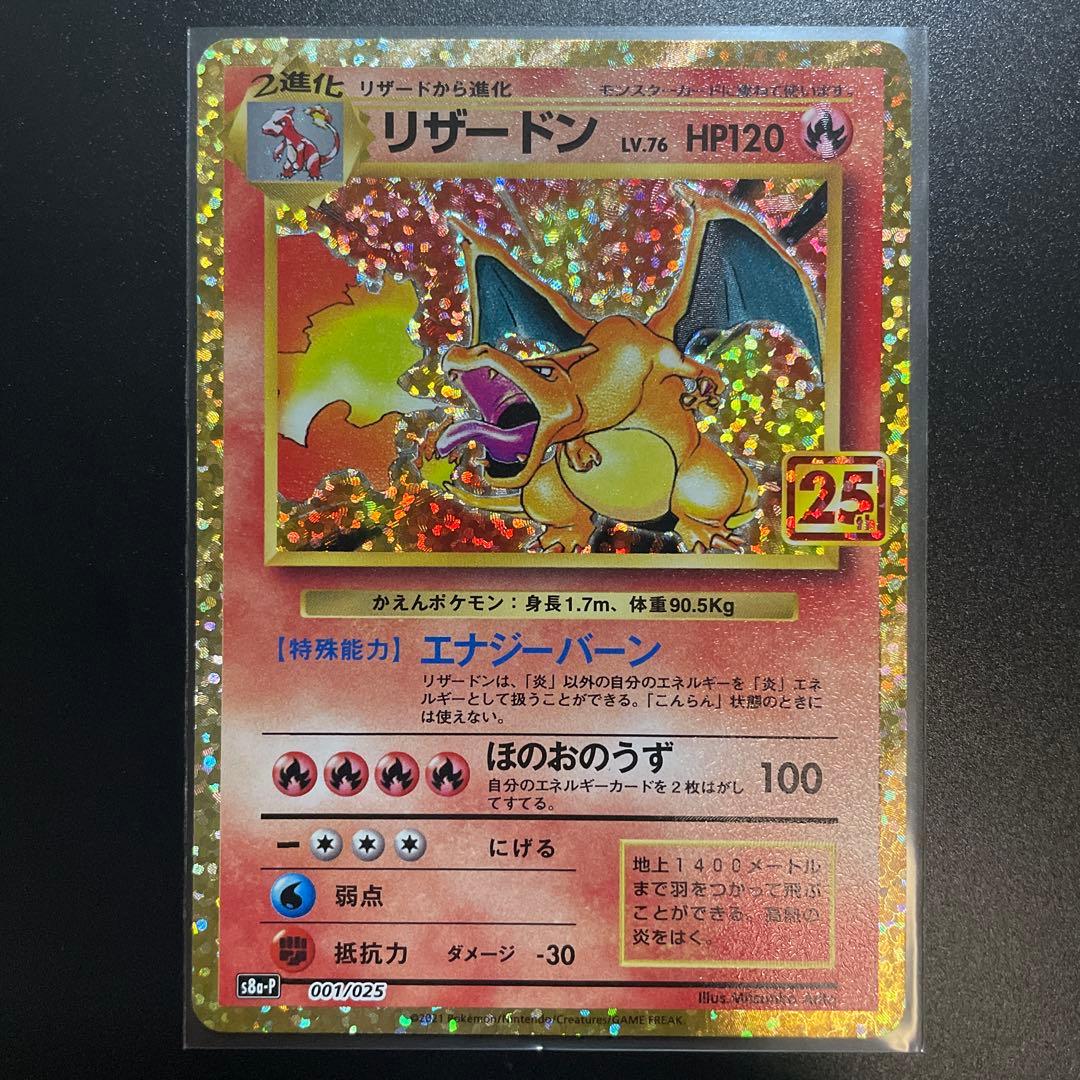 2進化 リザードから進化 モンスターカードに重ねて使います。
リザードン LV.76 HP120
25th
かえんポケモン：身長1.7m、体重90.5Kg
【特殊能力】エナジーバーン
リザードンは、「炎」以外の自分のエネルギーを「炎」エネ
ルギーとして扱うことができる。「こんらん」状態のときに
は使えない。
ほのおのうず 100
自分のエネルギーカードを2枚はがし
てすてる。
ー にげる
弱点
抵抗力 ダメージ -30
地上1400メートル
まで羽をつかって飛ぶ
ことができる。高熱の
炎をはく。
s8a-P 001/025
Illus. Mitsuhiro Arita
©2021 Pokémon/Nintendo/Creatures/GAME FREAK